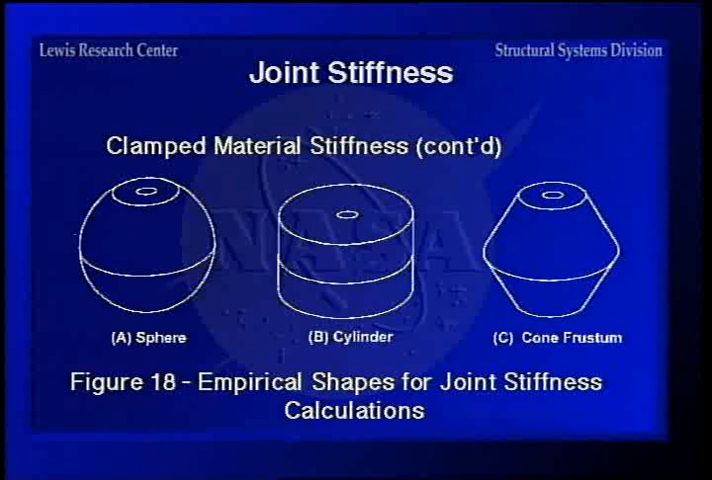 Lewis Research Center
Structural Systems Division
Joint Stiffness
Clamped Material Stiffness (cont'd)
NASA
(A) Sphere
(B) Cylinder
(C) Cone Frustum
Figure 18 - Empirical Shapes for Joint Stiffness
Calculations